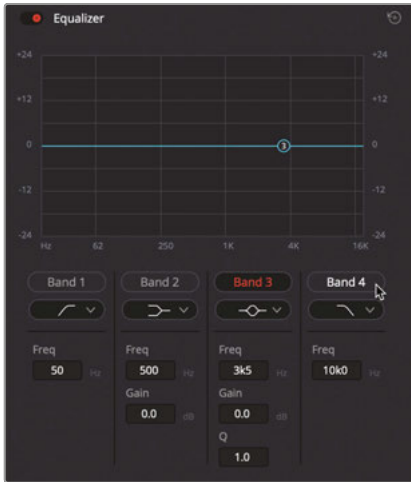 Equalizer
+24 +24
+12 +12
0 3 0
-12 -12
-24 -24
Hz 62 250 1K 4K 16K
Band 1 Band 2 Band 3 Band 4
Freq Freq Freq Freq
50 Hz 500 Hz 3k5 Hz 10k0 Hz
Gain Gain
0.0 dB 0.0 dB
Q
1.0